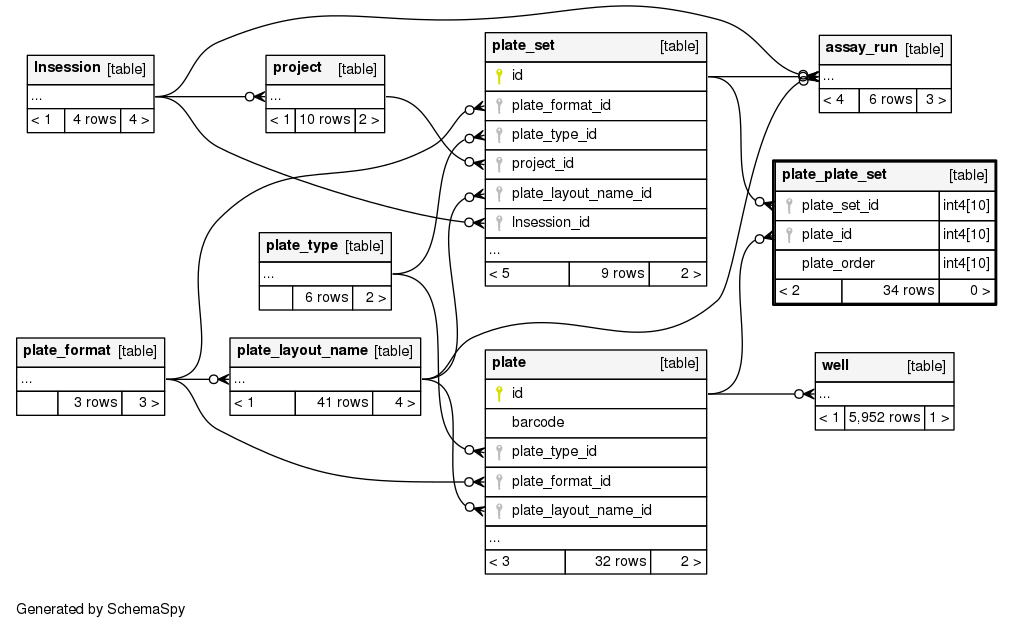 lnsession [table]
...
< 1 4 rows 4 >
project [table]
...
< 1 10 rows 2 >
plate_set [table]
id
plate_format_id
plate_type_id
project_id
plate_layout_name_id
lnsession_id
...
< 5 9 rows 2 >
assay_run [table]
...
< 4 6 rows 3 >
plate_plate_set [table]
plate_set_id int4[10]
plate_id int4[10]
plate_order int4[10]
< 2 34 rows 0 >
plate_type [table]
...
6 rows 2 >
plate_format [table]
...
3 rows 3 >
plate_layout_name [table]
...
< 1 41 rows 4 >
plate [table]
id
barcode
plate_type_id
plate_format_id
plate_layout_name_id
...
< 3 32 rows 2 >
well [table]
...
< 1 5,952 rows 1 >
Generated by SchemaSpy